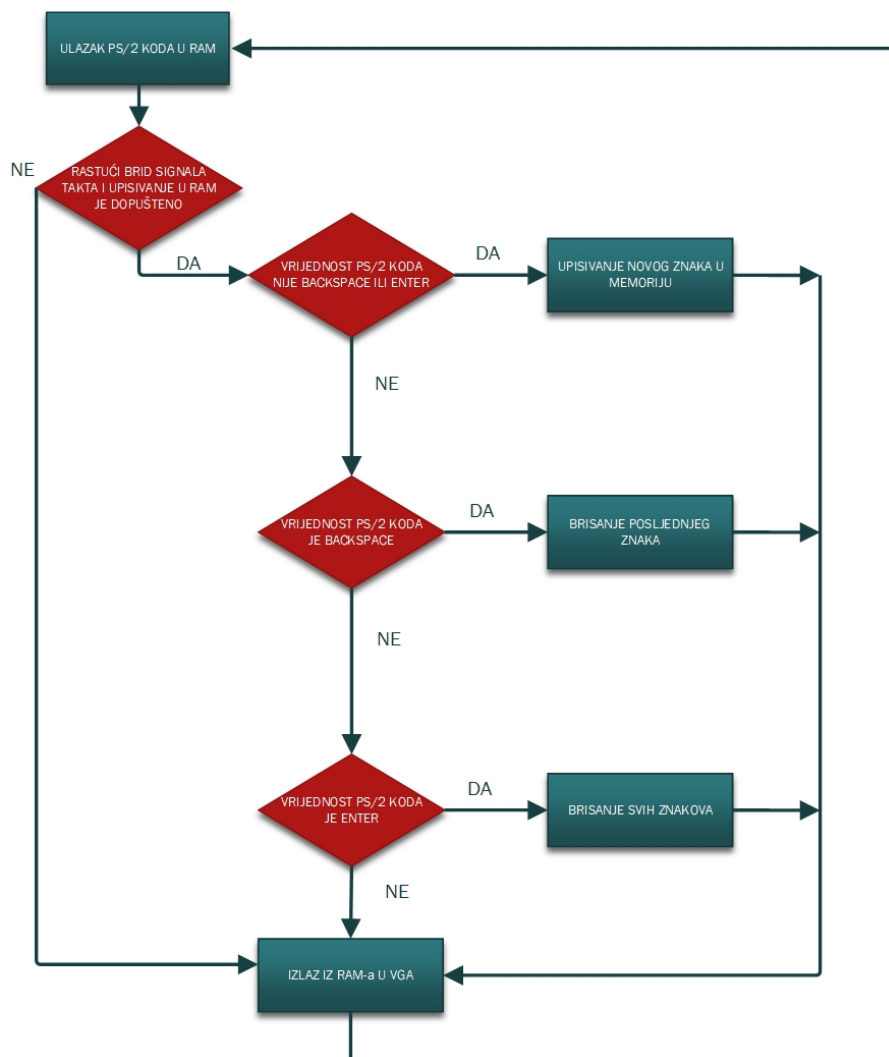 ULAZAK PS/2 KODA U RAM
NE
RASTUĆI BRID SIGNALA
TAKTA I UPISIVANJE U RAM
JE DOPUŠTENO
DA
VRIJEDNOST PS/2 KODA
NIJE BACKSPACE ILI ENTER
DA
UPISIVANJE NOVOG ZNAKA U
MEMORIJU
NE
VRIJEDNOST PS/2 KODA
JE BACKSPACE
DA
BRISANJE POSLJEDNJEG
ZNAKA
NE
VRIJEDNOST PS/2 KODA
JE ENTER
DA
BRISANJE SVIH ZNAKOVA
NE
IZLAZ IZ RAM-a U VGA